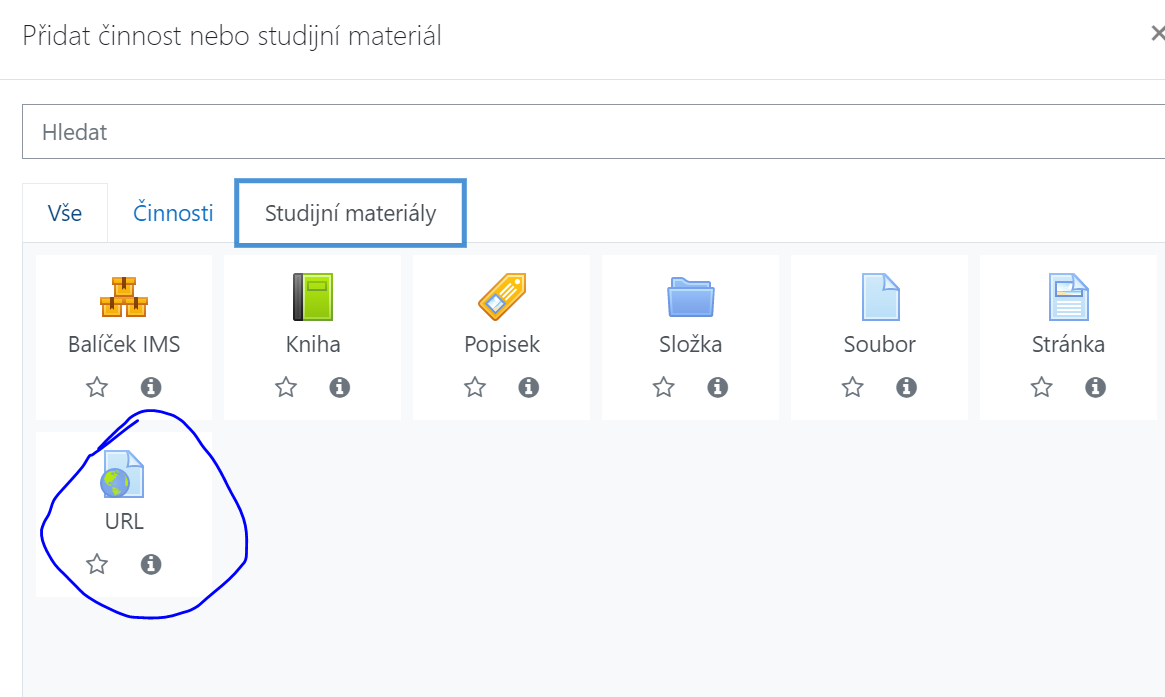 Přidat činnost nebo studijní materiál
Hledat
Vše Činnosti Studijní materiály
Balíček IMS Kniha Popisek Složka Soubor Stránka
URL